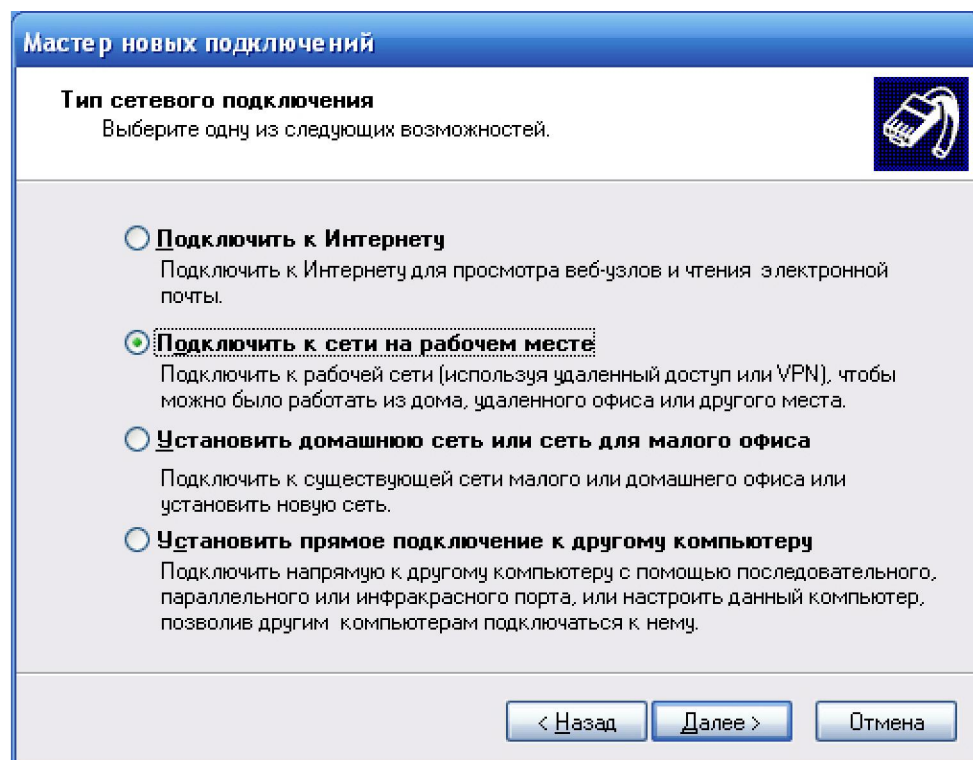 Мастер новых подключений
Тип сетевого подключения
Выберите одну из следующих возможностей.
Подключить к Интернету
Подключить к Интернету для просмотра веб-узлов и чтения электронной
почты.
Подключить к сети на рабочем месте
Подключить к рабочей сети (используя удаленный доступ или VPN), чтобы
можно было работать из дома, удаленного офиса или другого места.
Установить домашнюю сеть или сеть для малого офиса
Подключить к существующей сети малого или домашнего офиса или
установить новую сеть.
Установить прямое подключение к другому компьютеру
Подключить напрямую к другому компьютеру с помощью последовательного,
параллельного или инфракрасного порта, или настроить данный компьютер,
позволив другим компьютерам подключаться к нему.
< Назад Далее > Отмена